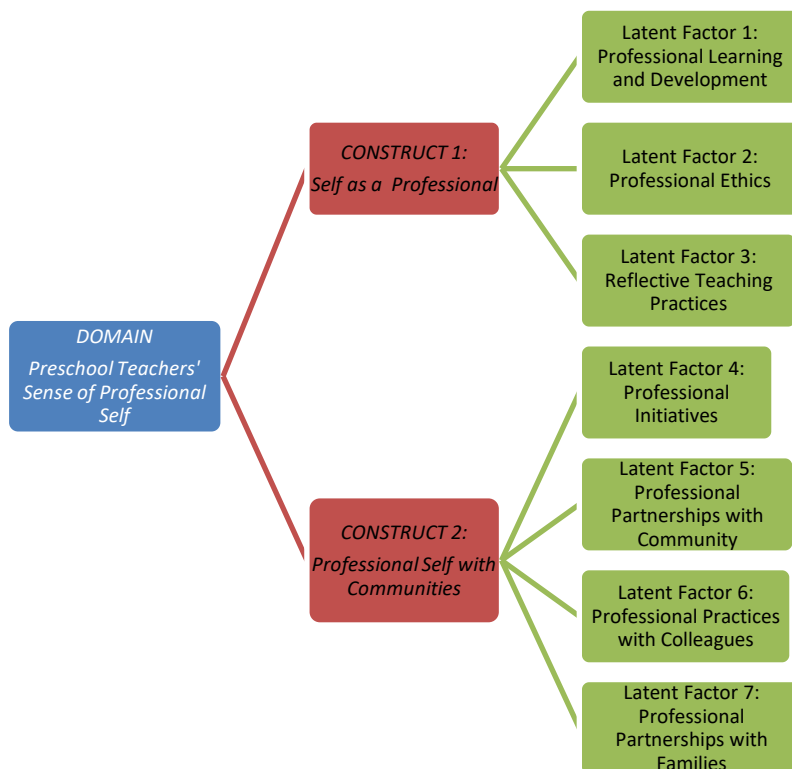 DOMAIN
Preschool Teachers'
Sense of Professional
Self
CONSTRUCT 1:
Self as a Professional
Latent Factor 1:
Professional Learning
and Development
Latent Factor 2:
Professional Ethics
Latent Factor 3:
Reflective Teaching
Practices
CONSTRUCT 2:
Professional Self with
Communities
Latent Factor 4:
Professional
Initiatives
Latent Factor 5:
Professional
Partnerships with
Community
Latent Factor 6:
Professional Practices
with Colleagues
Latent Factor 7:
Professional
Partnerships with
Families